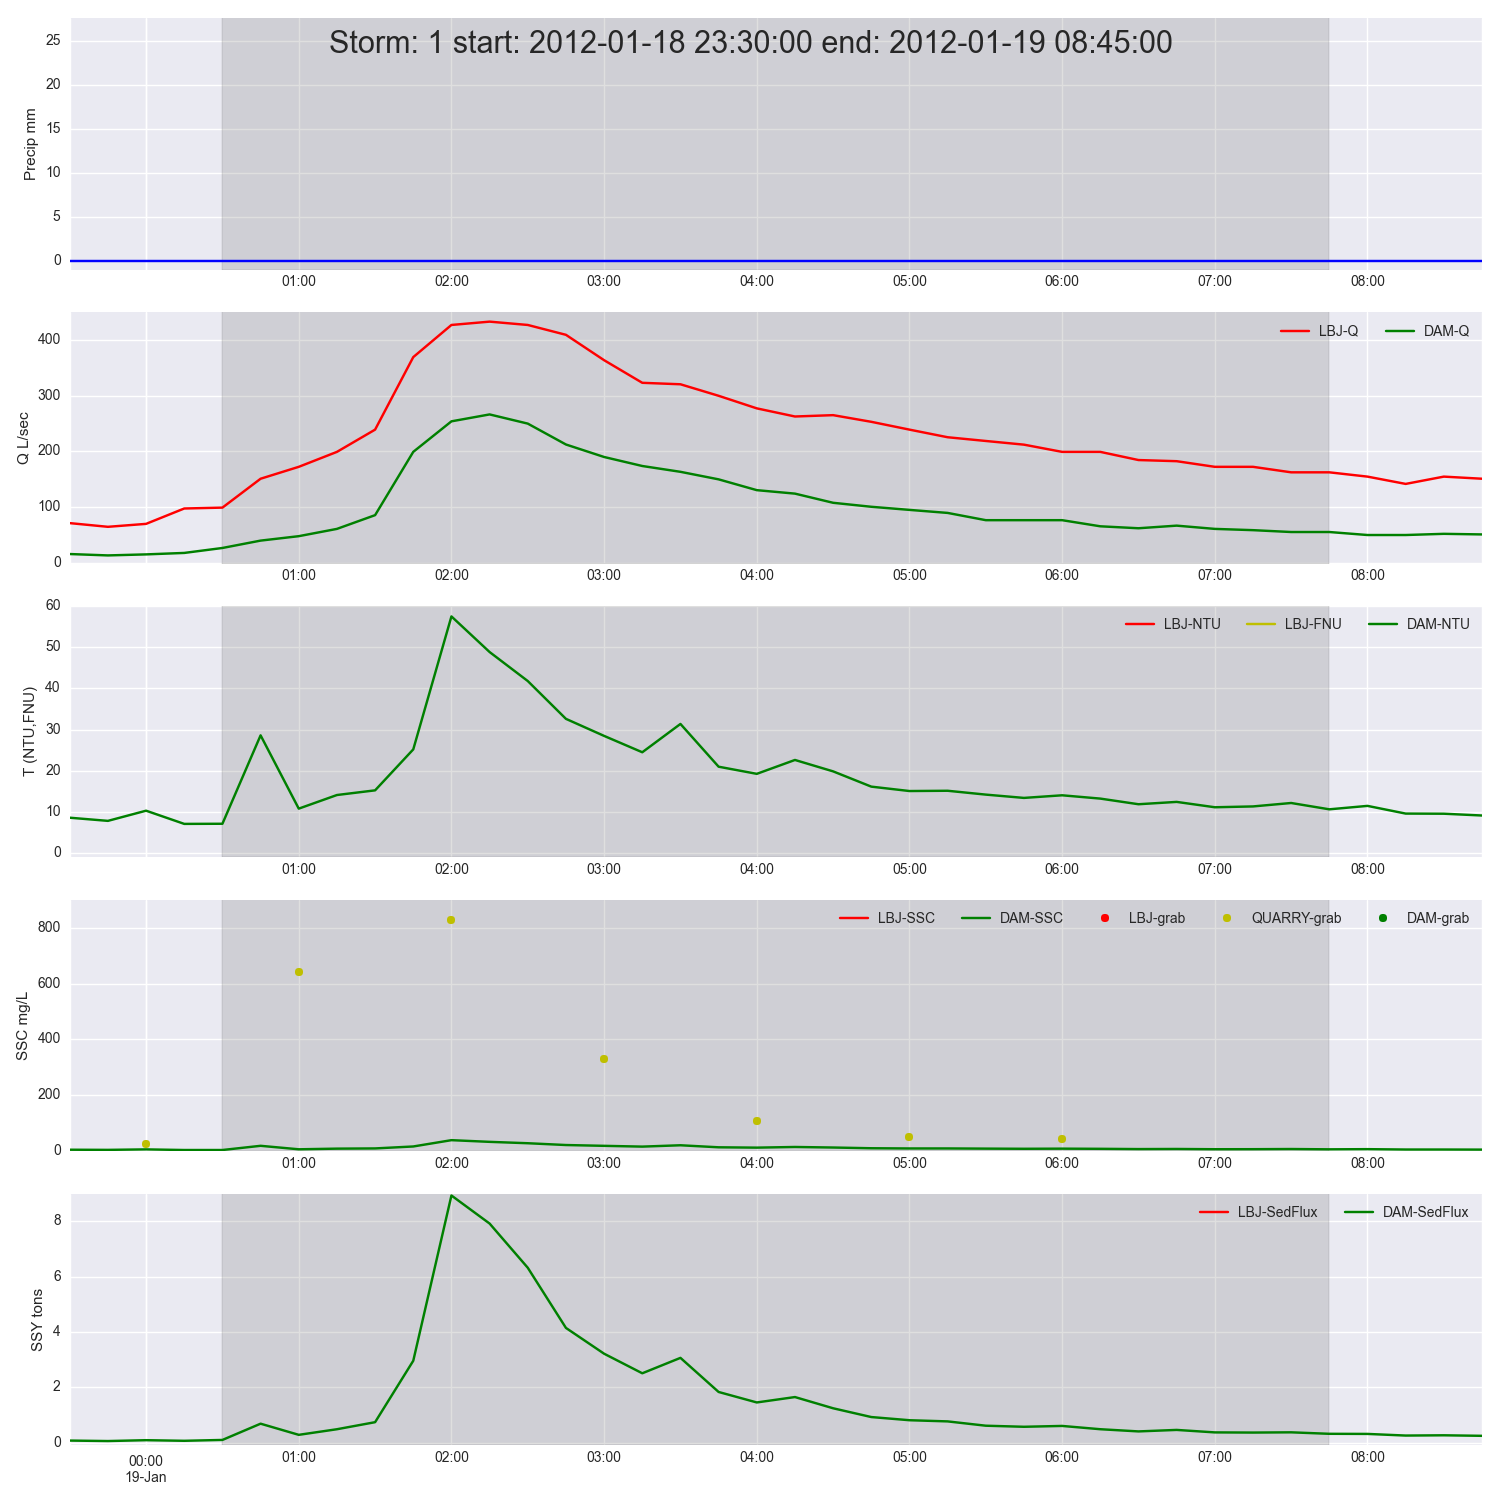 Storm: 1 start: 2012-01-18 23:30:00 end: 2012-01-19 08:45:00
Precip mm
25
20
15
10
5
0
01:00 02:00 03:00 04:00 05:00 06:00 07:00 08:00
LBJ-Q DAM-Q
Q L/sec
400
300
200
100
0
01:00 02:00 03:00 04:00 05:00 06:00 07:00 08:00
LBJ-NTU LBJ-FNU DAM-NTU
T (NTU,FNU)
60
50
40
30
20
10
0
01:00 02:00 03:00 04:00 05:00 06:00 07:00 08:00
LBJ-SSC DAM-SSC LBJ-grab QUARRY-grab DAM-grab
SSC mg/L
800
600
400
200
0
01:00 02:00 03:00 04:00 05:00 06:00 07:00 08:00
LBJ-SedFlux DAM-SedFlux
SSY tons
8
6
4
2
0
00:00 01:00 02:00 03:00 04:00 05:00 06:00 07:00 08:00
19-Jan